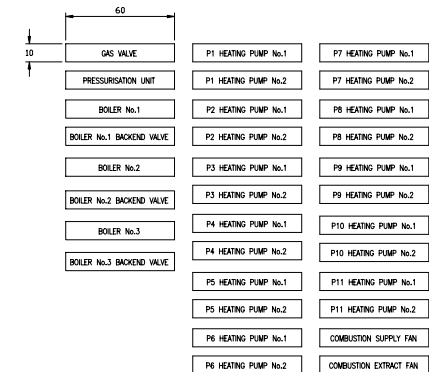 60
10
GAS VALVE
PRESSURISATION UNIT
BOILER No.1
BOILER No.1 BACKEND VALVE
BOILER No.2
BOILER No.2 BACKEND VALVE
BOILER No.3
BOILER No.3 BACKEND VALVE
P1 HEATING PUMP No.1
P1 HEATING PUMP No.2
P2 HEATING PUMP No.1
P2 HEATING PUMP No.2
P3 HEATING PUMP No.1
P3 HEATING PUMP No.2
P4 HEATING PUMP No.1
P4 HEATING PUMP No.2
P5 HEATING PUMP No.1
P5 HEATING PUMP No.2
P6 HEATING PUMP No.1
P6 HEATING PUMP No.2
P7 HEATING PUMP No.1
P7 HEATING PUMP No.2
P8 HEATING PUMP No.1
P8 HEATING PUMP No.2
P9 HEATING PUMP No.1
P9 HEATING PUMP No.2
P10 HEATING PUMP No.1
P10 HEATING PUMP No.2
P11 HEATING PUMP No.1
P11 HEATING PUMP No.2
COMBUSTION SUPPLY FAN
COMBUSTION EXTRACT FAN